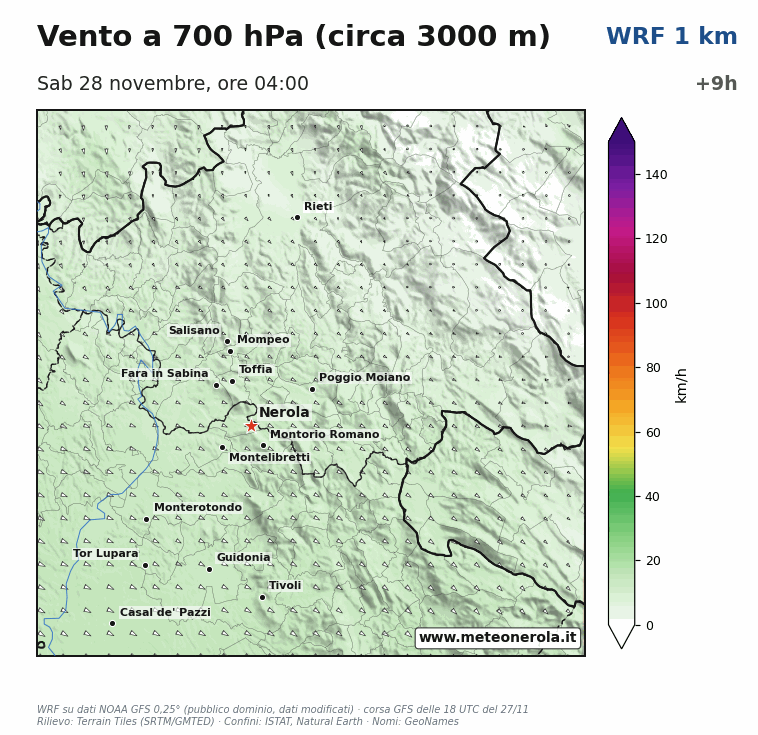 Vento a 700 hPa (circa 3000 m)
WRF 1 km
Sab 28 novembre, ore 04:00
+9h
Rieti
Salisano
Mompeo
Fara in Sabina
Toffia
Poggio Moiano
Nerola
Montorio Romano
Montelibretti
Monterotondo
Tor Lupara
Guidonia
Tivoli
Casal de' Pazzi
www.meteonerola.it
140
120
100
80
60
40
20
0
km/h
WRF su dati NOAA GFS 0,25° (pubblico dominio, dati modificati) · corsa GFS delle 18 UTC del 27/11
Rilievo: Terrain Tiles (SRTM/GMTED) · Confini: ISTAT, Natural Earth · Nomi: GeoNames